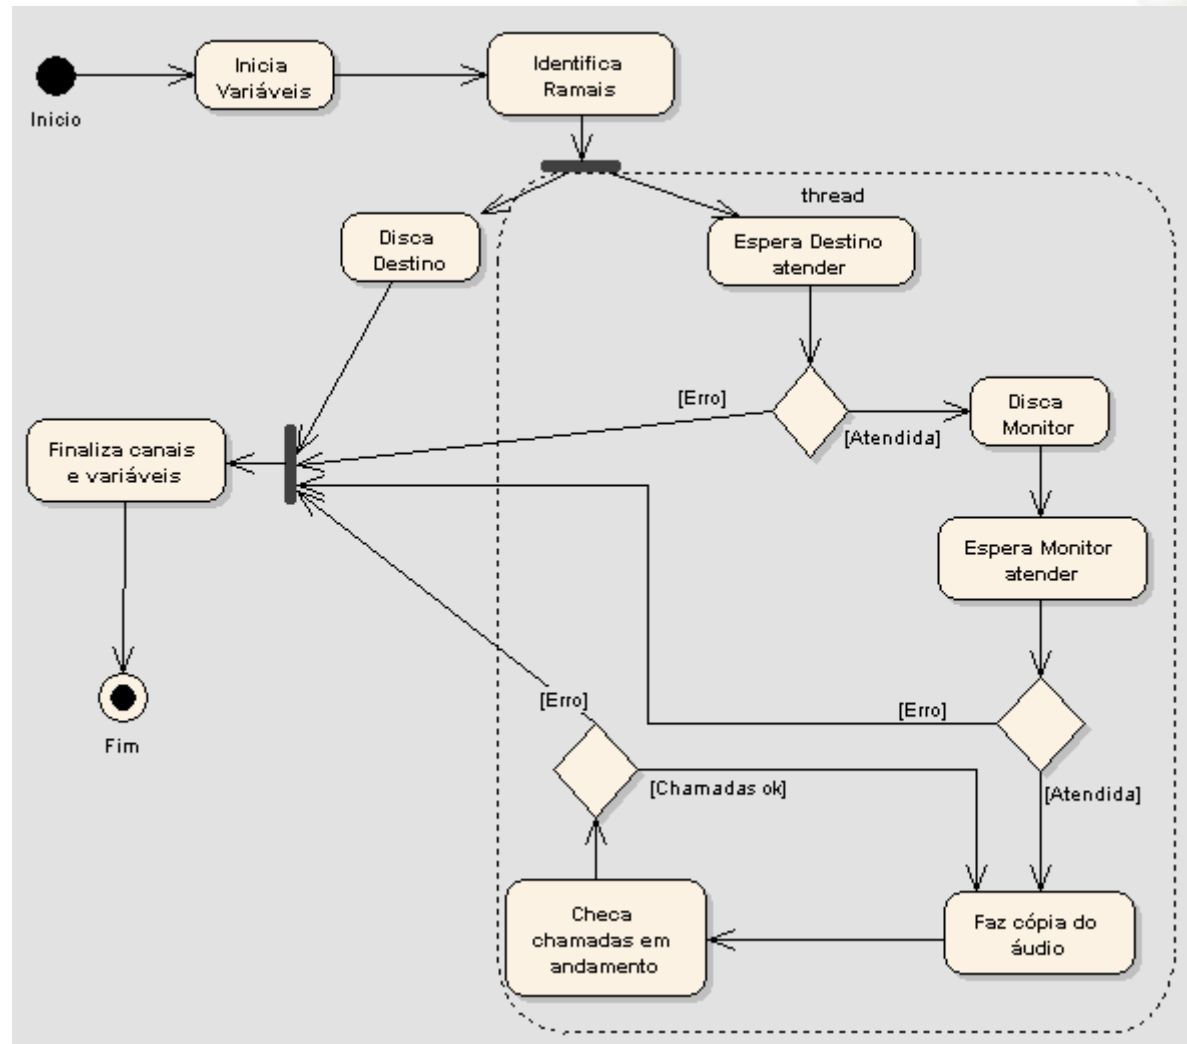 Inicia
Variáveis
Identifica
Ramais
Inicio
thread
Disca
Destino
Espera Destino
atender
[Erro]
Disca
Monitor
[Atendida]
Finaliza canais
e variáveis
Espera Monitor
atender
[Erro]
[Erro]
Fim
[Chamadas ok]
[Atendida]
Checa
chamadas em
andamento
Faz cópia do
áudio